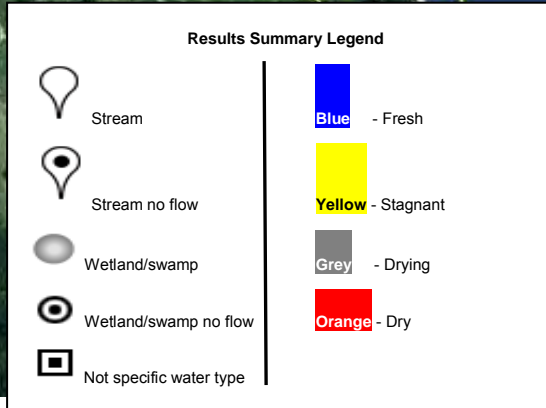 Results Summary Legend
Stream
Stream no flow
Wetland/swamp
Wetland/swamp no flow
Not specific water type
Blue - Fresh
Yellow - Stagnant
Grey - Drying
Orange - Dry